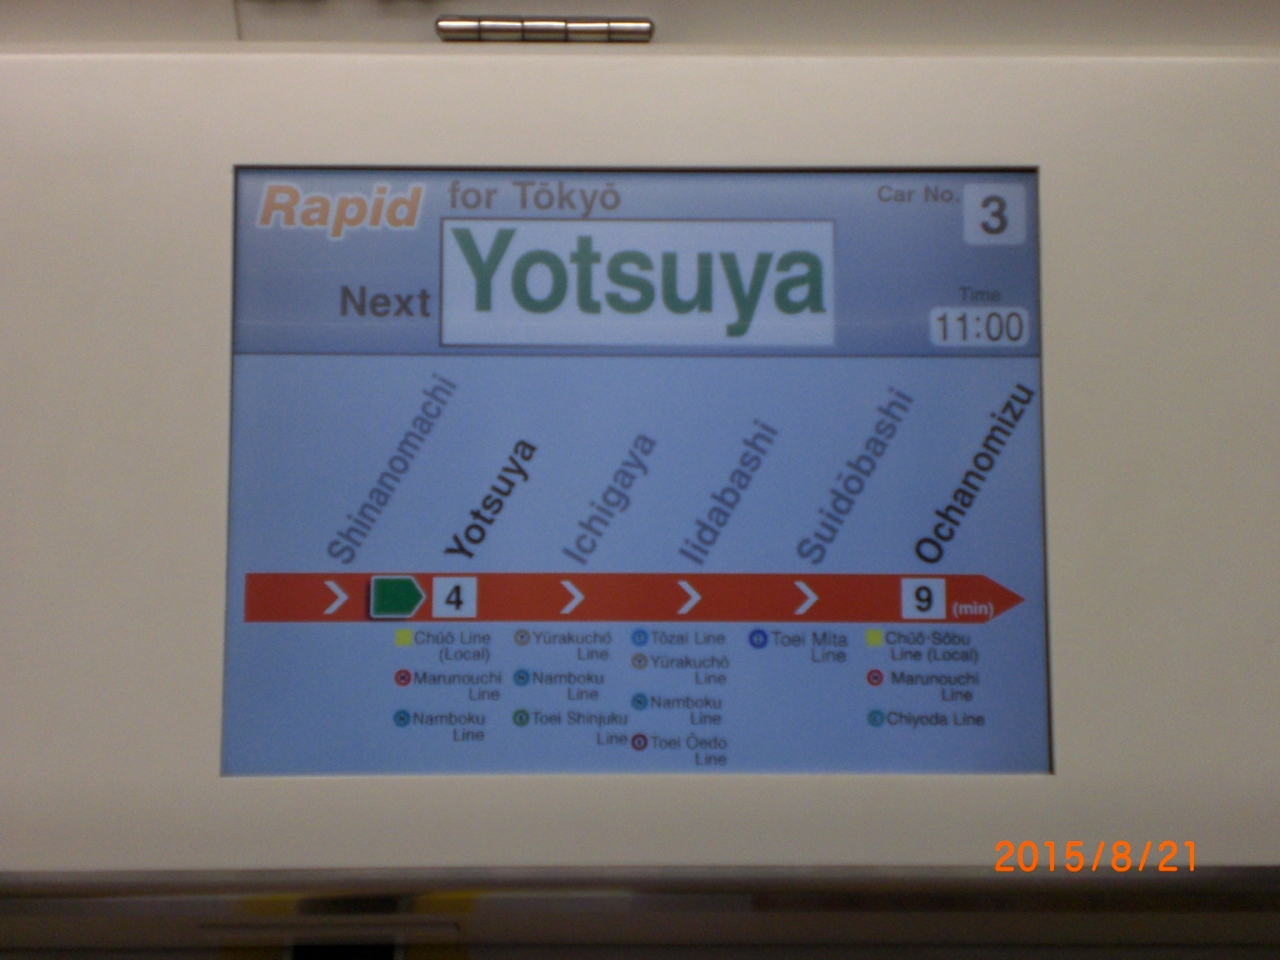 Rapid for Tōkyō
Car No. 3
Next Yotsuya
Time
11:00
Shinanomachi
Yotsuya
Ichigaya
Iidabashi
Suidōbashi
Ochanomizu
4
9 (min)
Chūō Line
(Local)
Marunouchi
Line
Namboku
Line
Yūrakuchō
Line
Namboku
Line
Toei Shinjuku
Line
Tōzai Line
Yūrakuchō
Line
Namboku
Line
Toei Ōedo
Line
Toei Mita
Line
Chūō-Sōbu
Line (Local)
Marunouchi
Line
Chiyoda Line
2015/8/21